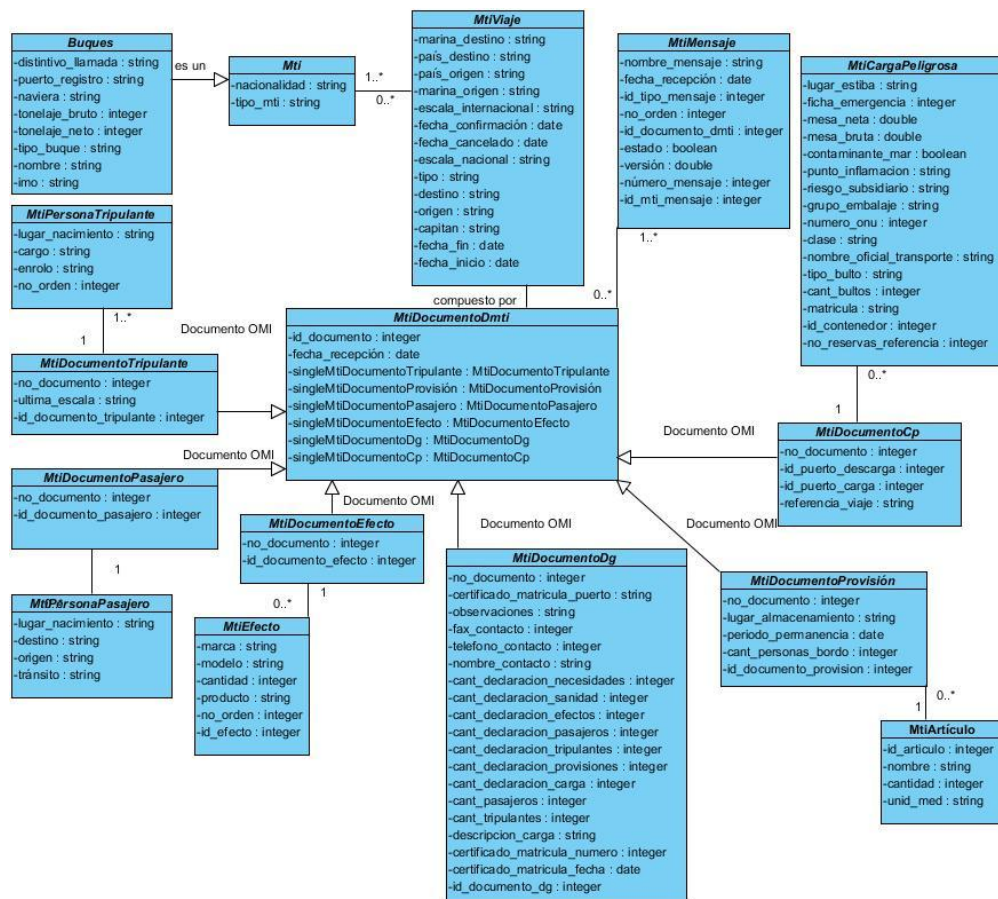 Buques
-distintivo_llamada : string
-puerto_registro : string
-naviera : string
-tonelaje_bruto : integer
-tonelaje_neto : integer
-tipo_buque : string
-nombre : string
-imo : string
es un
Mti
-nacionalidad : string
-tipo_mti : string
1..*
0..*
MtiViaje
-marina_destino : string
-país_destino : string
-país_origen : string
-marina_origen : string
-escala_internacional : string
-fecha_confirmación : date
-fecha_cancelado : date
-escala_nacional : string
-tipo : string
-destino : string
-origen : string
-capitan : string
-fecha_fin : date
-fecha_inicio : date
compuesto por
MtiMensaje
-nombre_mensaje : string
-fecha_recepción : date
-id_tipo_mensaje : integer
-no_orden : integer
-id_documento_dmti : integer
-estado : boolean
-versión : double
-número_mensaje : integer
-id_mti_mensaje : integer
1..*
0..*
MtiCargaPeligrosa
-lugar_estiba : string
-ficha_emergencia : integer
-mesa_neta : double
-mesa_bruta : double
-contaminante_mar : boolean
-punto_inflamacion : string
-riesgo_subsidiario : string
-grupo_embalaje : string
-numero_onu : integer
-clase : string
-nombre_oficial_transporte : string
-tipo_bulto : string
-cant_bultos : integer
-matricula : string
-id_contenedor : integer
-no_reservas_referencia : integer
0..*
1
MtiPersonaTripulante
-lugar_nacimiento : string
-cargo : string
-enrolo : string
-no_orden : integer
1..*
1
Documento OMI
MtiDocumentoTripulante
-no_documento : integer
-ultima_escala : string
-id_documento_tripulante : integer
MtiDocumentoDmti
-id_documento : integer
-fecha_recepción : date
-singleMtiDocumentoTripulante : MtiDocumentoTripulante
-singleMtiDocumentoProvisión : MtiDocumentoProvisión
-singleMtiDocumentoPasajero : MtiDocumentoPasajero
-singleMtiDocumentoEfecto : MtiDocumentoEfecto
-singleMtiDocumentoDg : MtiDocumentoDg
-singleMtiDocumentoCp : MtiDocumentoCp
Documento OMI
MtiDocumentoCp
-no_documento : integer
-id_puerto_descarga : integer
-id_puerto_carga : integer
-referencia_viaje : string
Documento OMI
MtiDocumentoPasajero
-no_documento : integer
-id_documento_pasajero : integer
1
MtiPersonaPasajero
-lugar_nacimiento : string
-destino : string
-origen : string
-tránsito : string
Documento OMI
MtiDocumentoEfecto
-no_documento : integer
-id_documento_efecto : integer
1
0..*
MtiEfecto
-marca : string
-modelo : string
-cantidad : integer
-producto : string
-no_orden : integer
-id_efecto : integer
Documento OMI
MtiDocumentoDg
-no_documento : integer
-certificado_matricula_puerto : string
-observaciones : string
-fax_contacto : integer
-telefono_contacto : integer
-nombre_contacto : string
-cant_declaracion_necesidades : integer
-cant_declaracion_sanidad : integer
-cant_declaracion_efectos : integer
-cant_declaracion_pasajeros : integer
-cant_declaracion_tripulantes : integer
-cant_declaracion_provisiones : integer
-cant_declaracion_carga : integer
-cant_pasajeros : integer
-cant_tripulantes : integer
-descripcion_carga : string
-certificado_matricula_numero : integer
-certificado_matricula_fecha : date
-id_documento_dg : integer
Documento OMI
MtiDocumentoProvisión
-no_documento : integer
-lugar_almacenamiento : string
-periodo_permanencia : date
-cant_personas_bordo : integer
-id_documento_provision : integer
0..*
1
MtiArtículo
-id_articulo : integer
-nombre : string
-cantidad : integer
-unid_med : string